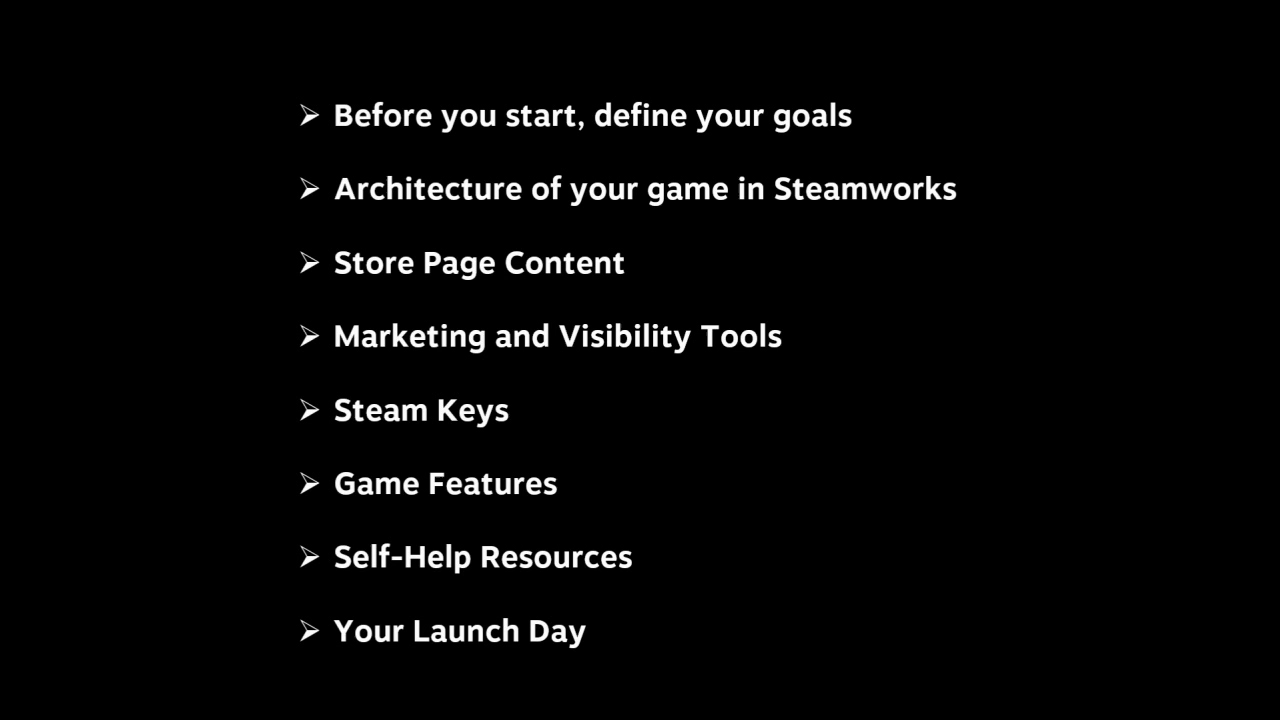 ➢ Before you start, define your goals
➢ Architecture of your game in Steamworks
➢ Store Page Content
➢ Marketing and Visibility Tools
➢ Steam Keys
➢ Game Features
➢ Self-Help Resources
➢ Your Launch Day